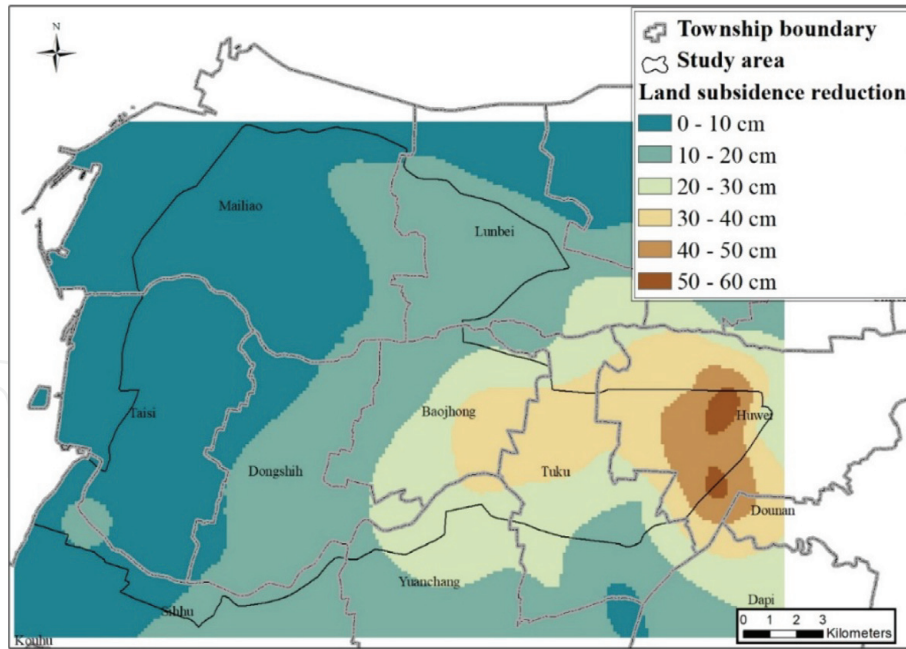 N
Township boundary
Study area
Land subsidence reduction
0 - 10 cm
10 - 20 cm
20 - 30 cm
30 - 40 cm
40 - 50 cm
50 - 60 cm
Mailiao
Lunbei
Taisi
Baojhong
Huwei
Dongshih
Tuku
Dounan
Yuanchang
Dapi
Sihhu
Kouhu
0 1 2 3
Kilometers